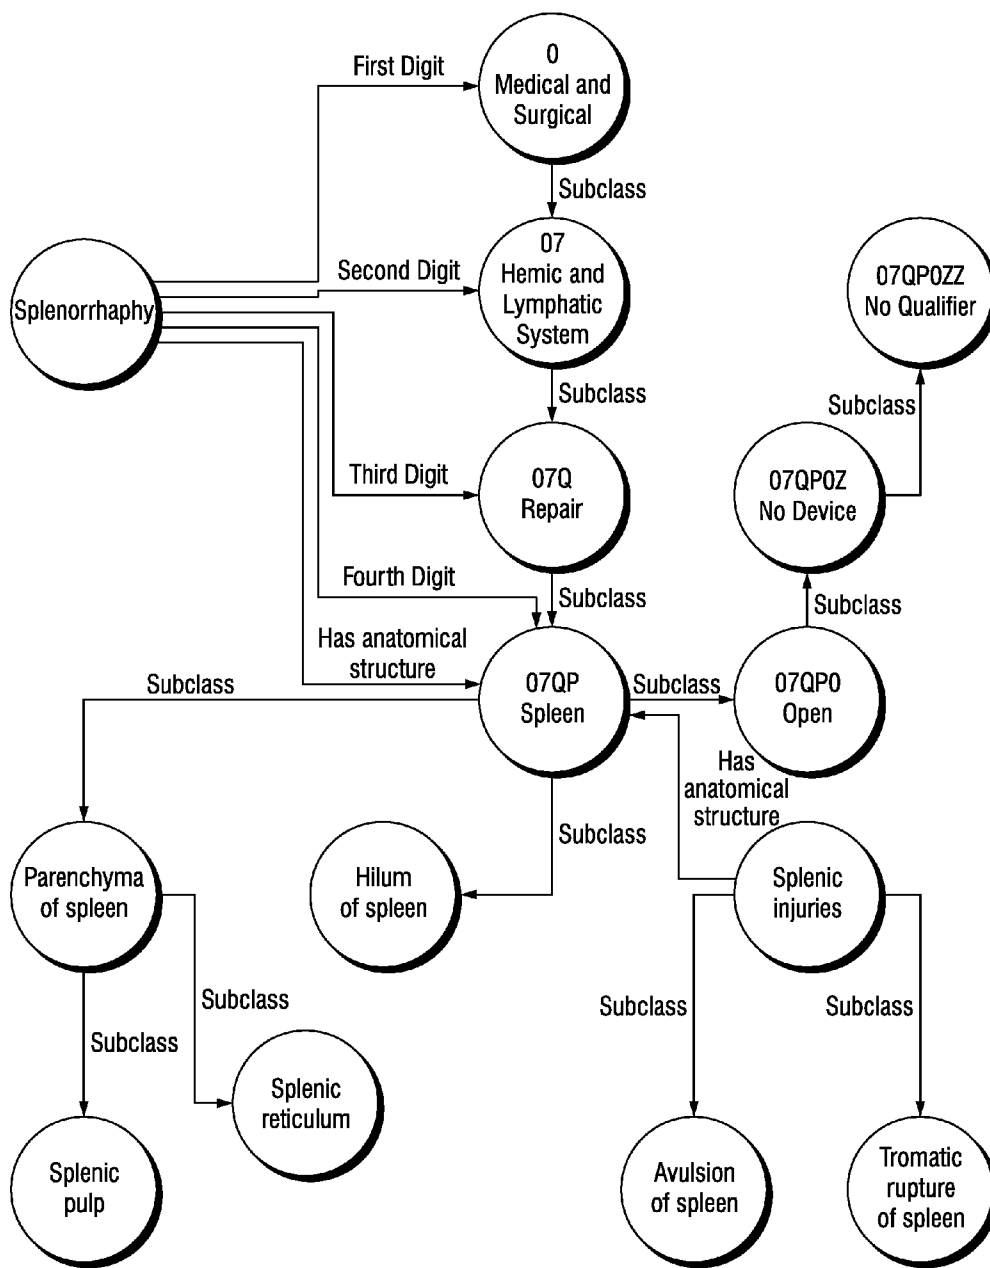 0
Medical and
Surgical
First Digit
Subclass
07
Hemic and
Lymphatic
System
Second Digit
Splenorrhaphy
07QP0ZZ
No Qualifier
Subclass
Subclass
07Q
Repair
Third Digit
07QP0Z
No Device
Fourth Digit
Subclass
Subclass
Has anatomical
structure
07QP
Spleen
Subclass
Subclass
07QP0
Open
Has
anatomical
structure
Subclass
Parenchyma
of spleen
Hilum
of spleen
Splenic
injuries
Subclass
Subclass
Subclass
Subclass
Splenic
reticulum
Splenic
pulp
Avulsion
of spleen
Tromatic
rupture
of spleen